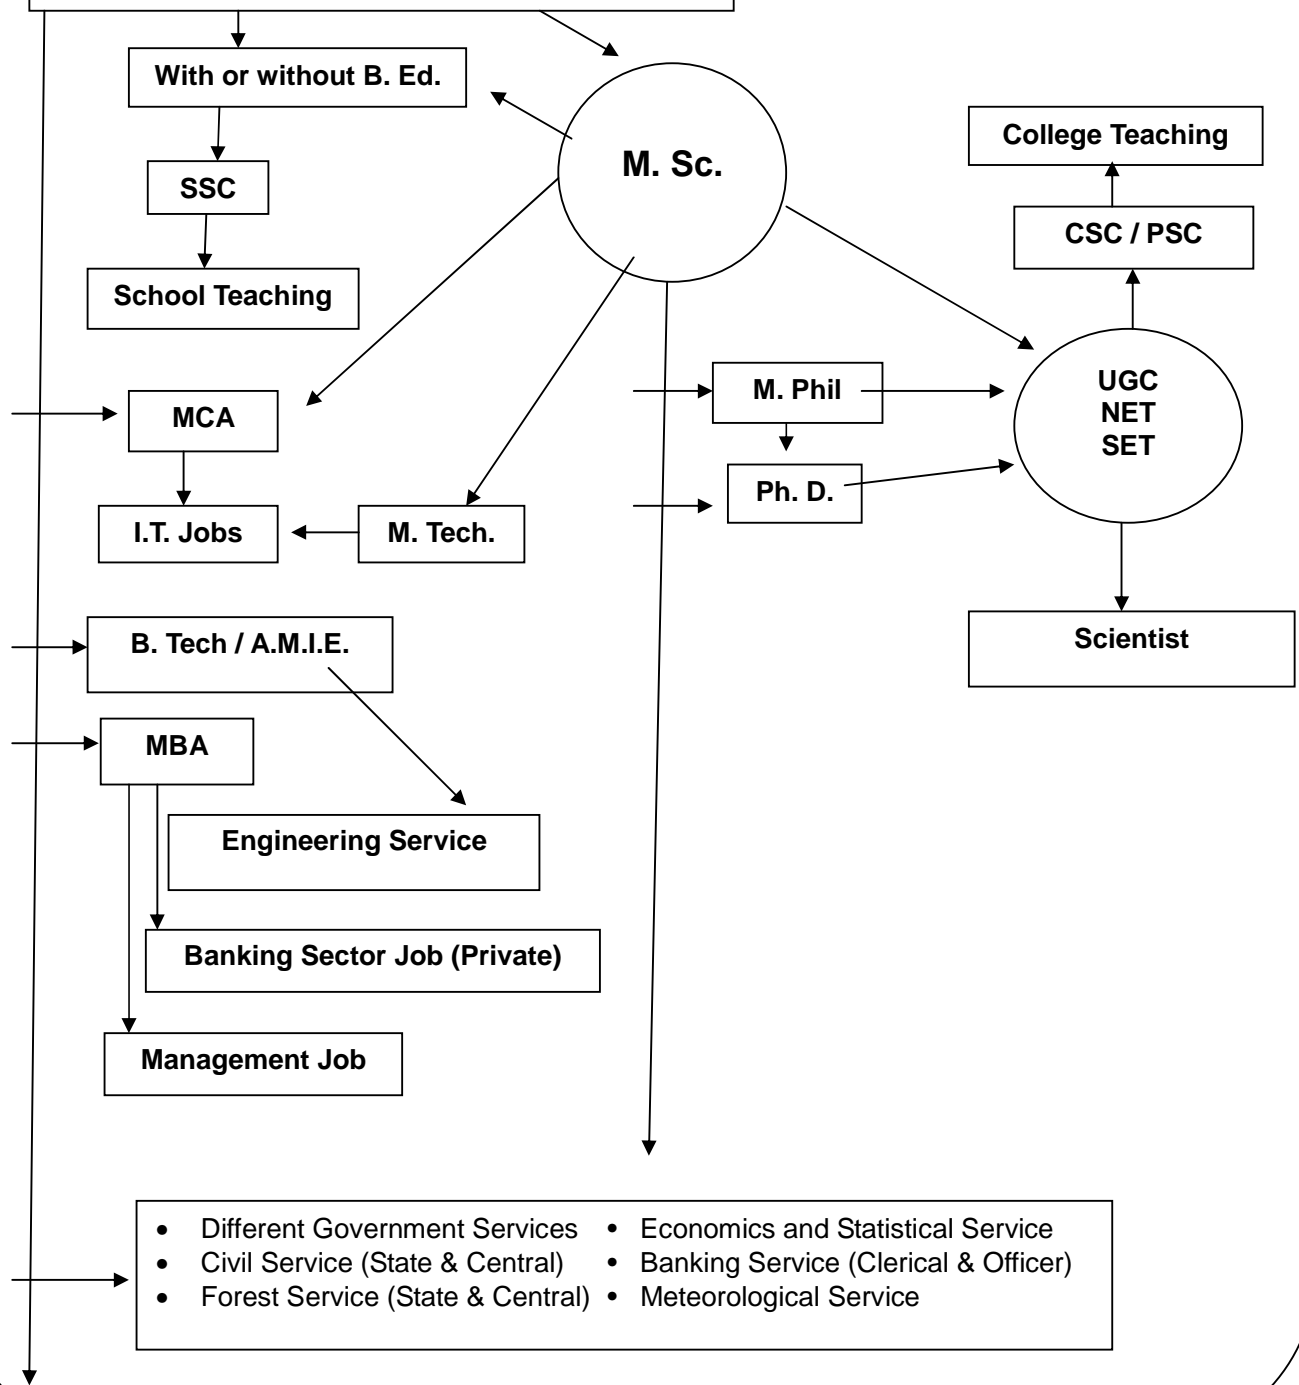 With or without B. Ed.
M. Sc.
College Teaching
SSC
CSC / PSC
School Teaching
MCA
M. Phil
UGC
NET
SET
I.T. Jobs
M. Tech.
Ph. D.
B. Tech / A.M.I.E.
Scientist
MBA
Engineering Service
Banking Sector Job (Private)
Management Job
• Different Government Services • Economics and Statistical Service
• Civil Service (State & Central) • Banking Service (Clerical & Officer)
• Forest Service (State & Central) • Meteorological Service